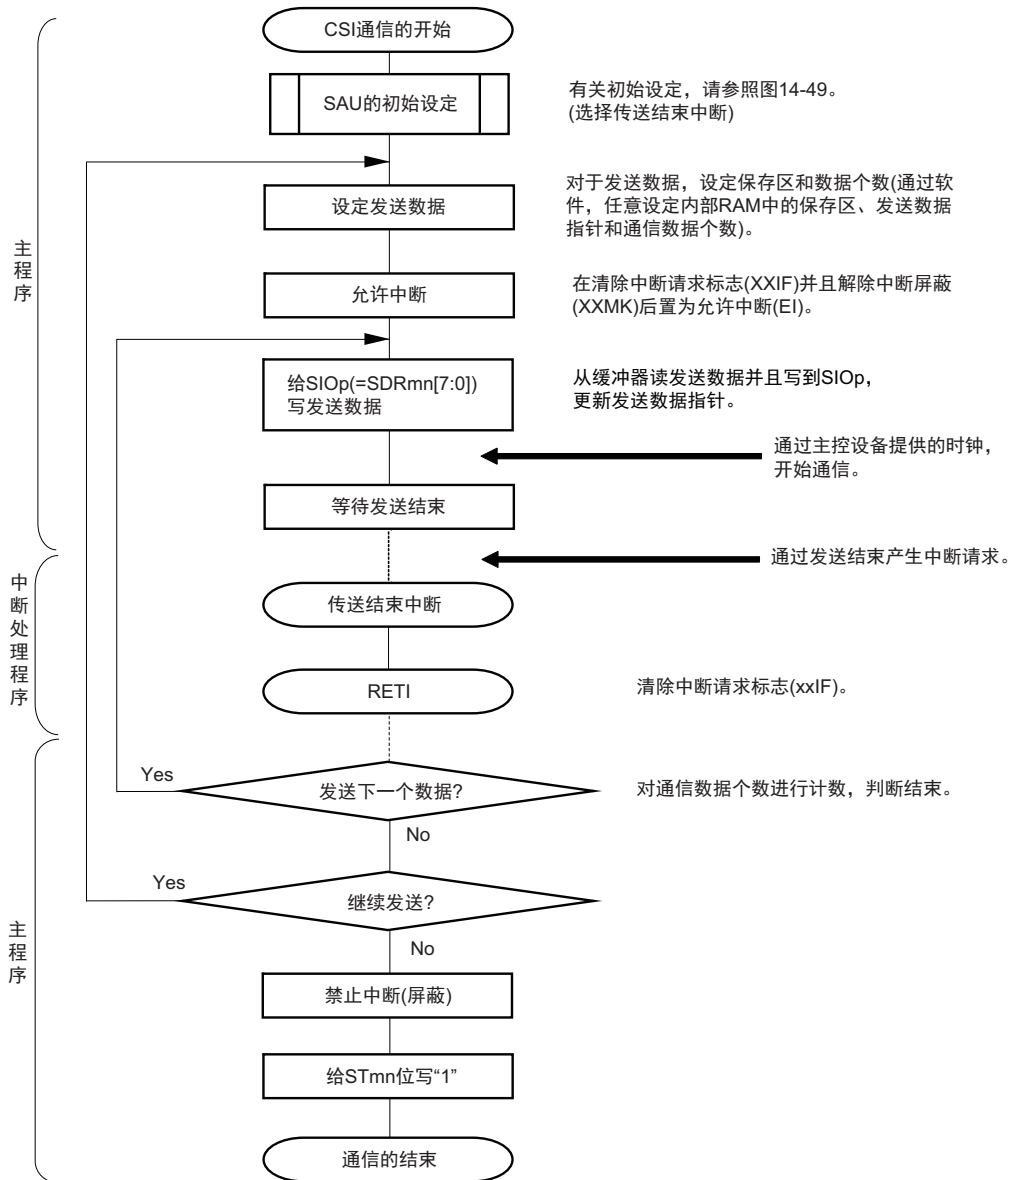 CSI通信的开始
SAU的初始设定
有关初始设定，请参照图14-49。
(选择传送结束中断)
设定发送数据
对于发送数据，设定保存区和数据个数(通过软
件，任意设定内部RAM中的保存区、发送数据
指针和通信数据个数)。
主程序
允许中断
在清除中断请求标志(XXIF)并且解除中断屏蔽
(XXMK)后置为允许中断(EI)。
给SIOp(=SDRmn[7:0])
写发送数据
从缓冲器读发送数据并且写到SIOp，
更新发送数据指针。
通过主控设备提供的时钟，
开始通信。
等待发送结束
通过发送结束产生中断请求。
中断处理程序
传送结束中断
RETI
清除中断请求标志(xxIF)。
Yes
发送下一个数据?
对通信数据个数进行计数，判断结束。
No
Yes
继续发送?
No
主程序
禁止中断(屏蔽)
给STmn位写“1”
通信的结束